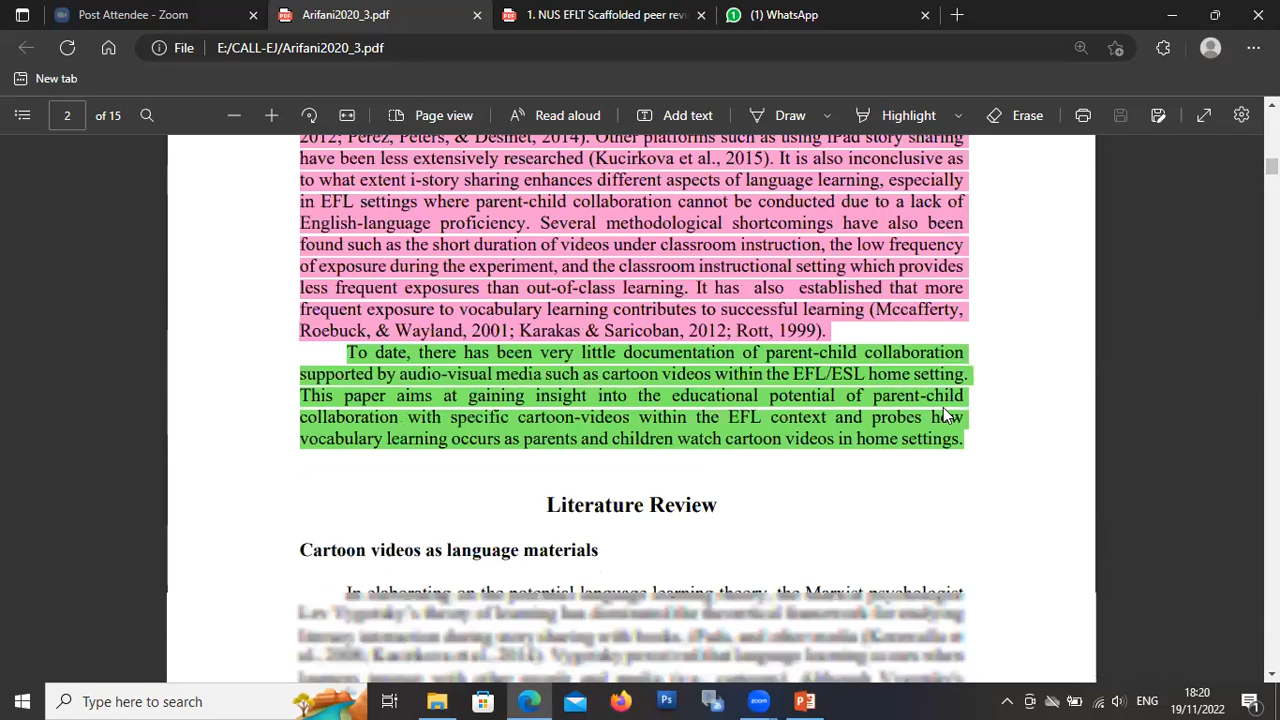 Post Attendee - Zoom
Arifani2020_3.pdf
1. NUS EFLT Scaffolded peer revi
(1) WhatsApp
File E:/CALL-EJ/Arifani2020_3.pdf
New tab
2 of 15 Page view Read aloud Add text Draw Highlight Erase
2012; Perez, Peters, & Desmet, 2014). Other platforms such as using iPad story sharing
have been less extensively researched (Kucirkova et al., 2015). It is also inconclusive as
to what extent i-story sharing enhances different aspects of language learning, especially
in EFL settings where parent-child collaboration cannot be conducted due to a lack of
English-language proficiency. Several methodological shortcomings have also been
found such as the short duration of videos under classroom instruction, the low frequency
of exposure during the experiment, and the classroom instructional setting which provides
less frequent exposures than out-of-class learning. It has also established that more
frequent exposure to vocabulary learning contributes to successful learning (Mccafferty,
Roebuck, & Wayland, 2001; Karakas & Saricoban, 2012; Rott, 1999).
To date, there has been very little documentation of parent-child collaboration
supported by audio-visual media such as cartoon videos within the EFL/ESL home setting.
This paper aims at gaining insight into the educational potential of parent-child
collaboration with specific cartoon-videos within the EFL context and probes how
vocabulary learning occurs as parents and children watch cartoon videos in home settings.
Literature Review
Cartoon videos as language materials
In elaborating on the potential language learning theory, the Marxist psychologist
Type here to search
Ps
zoom
ENG
18:20
19/11/2022
1